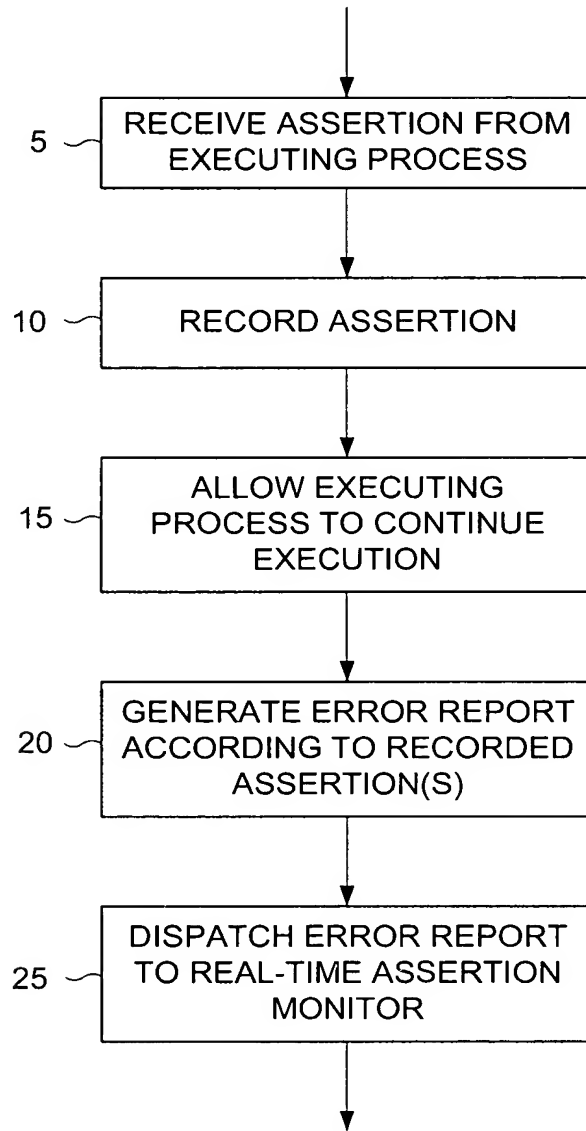 5
RECEIVE ASSERTION FROM
EXECUTING PROCESS
10
RECORD ASSERTION
15
ALLOW EXECUTING
PROCESS TO CONTINUE
EXECUTION
20
GENERATE ERROR REPORT
ACCORDING TO RECORDED
ASSERTION(S)
25
DISPATCH ERROR REPORT
TO REAL-TIME ASSERTION
MONITOR